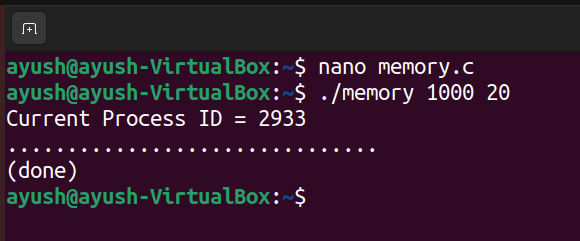 ayush@ayush-VirtualBox:~$ nano memory.c
ayush@ayush-VirtualBox:~$ ./memory 1000 20
Current Process ID = 2933
...............................
(done)
ayush@ayush-VirtualBox:~$